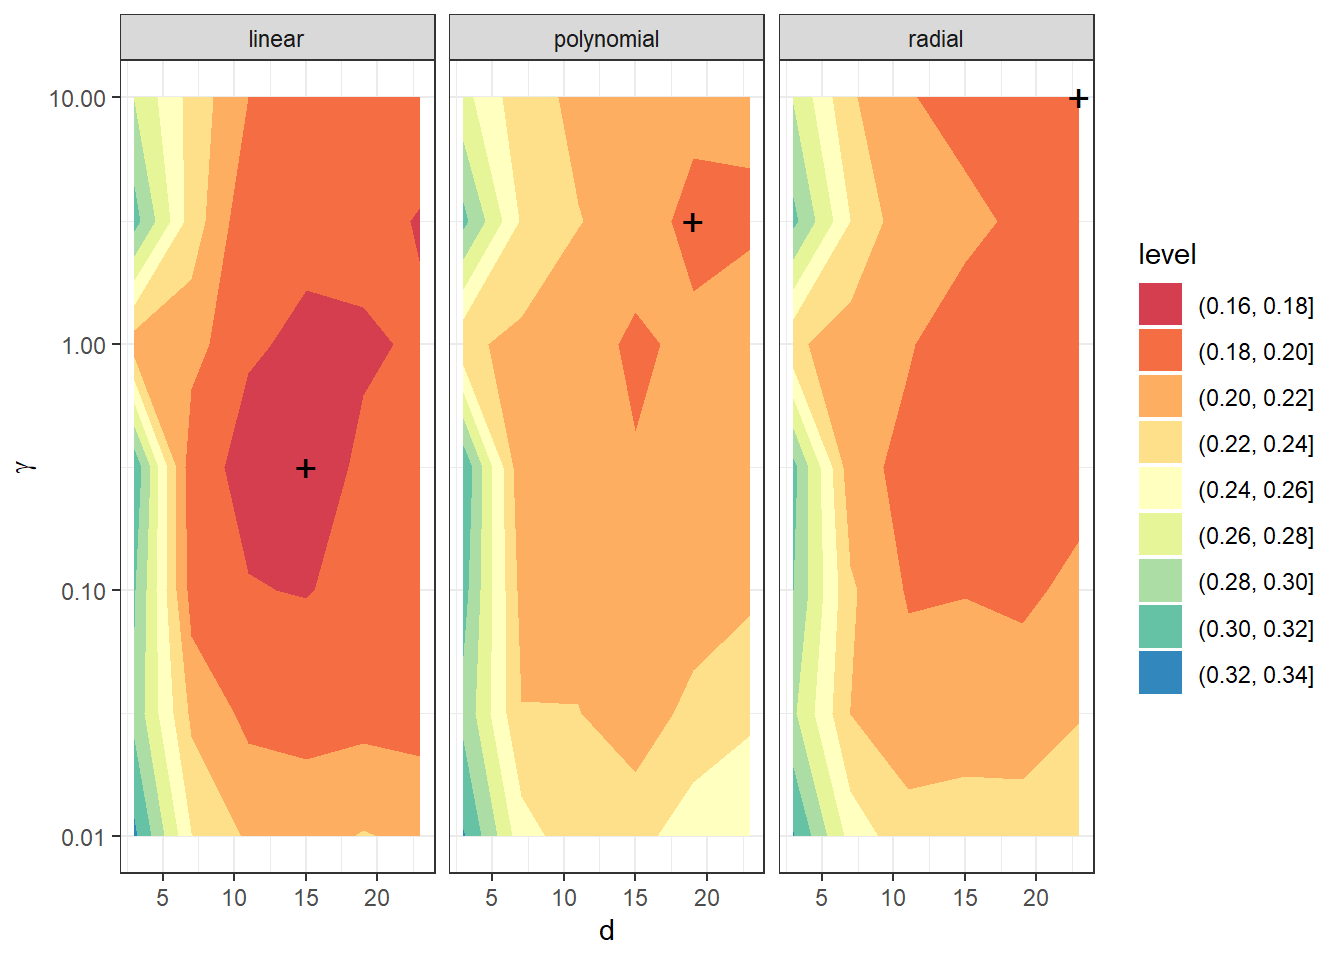 linear polynomial radial
10.00
1.00
0.10
0.01
γ
5 10 15 20 5 10 15 20 5 10 15 20
d
level
(0.16, 0.18]
(0.18, 0.20]
(0.20, 0.22]
(0.22, 0.24]
(0.24, 0.26]
(0.26, 0.28]
(0.28, 0.30]
(0.30, 0.32]
(0.32, 0.34]